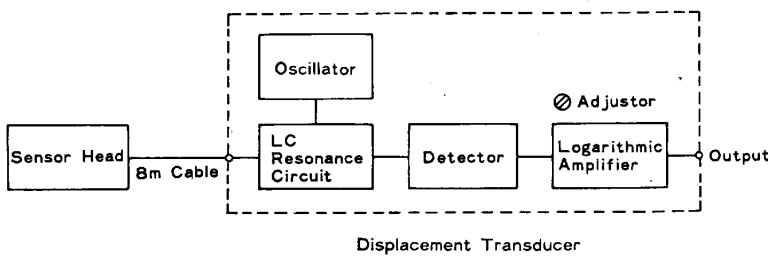 Oscillator
Adjustor
Sensor Head
8m Cable
LC
Resonance
Circuit
Detector
Logarithmic
Amplifier
Output
Displacement Transducer